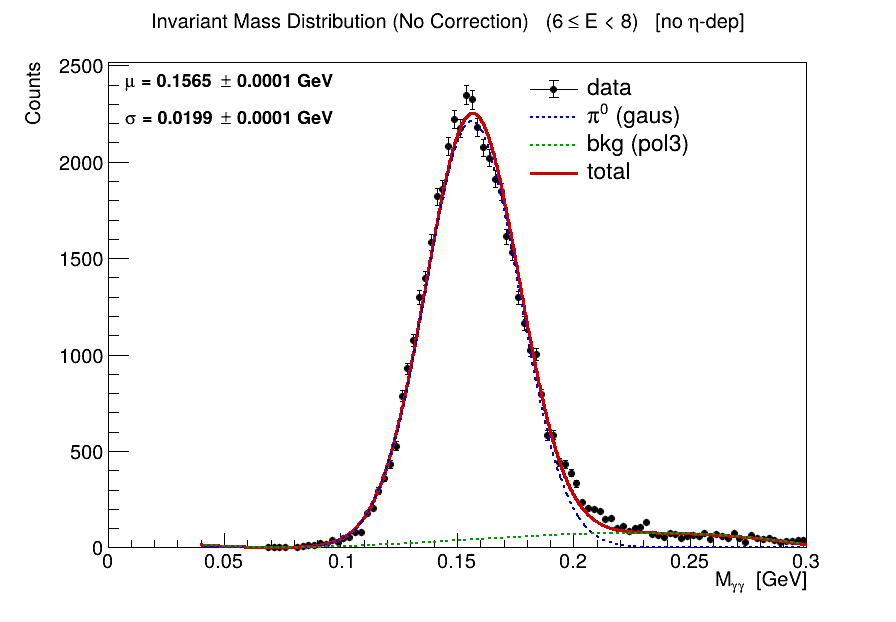 Invariant Mass Distribution (No Correction) (6 ≤ E < 8) [no η-dep]
Counts
2500
2000
1500
1000
500
0
μ = 0.1565 ± 0.0001 GeV
σ = 0.0199 ± 0.0001 GeV
data
π⁰ (gaus)
bkg (pol3)
total
0 0.05 0.1 0.15 0.2 0.25 0.3
Mγγ [GeV]